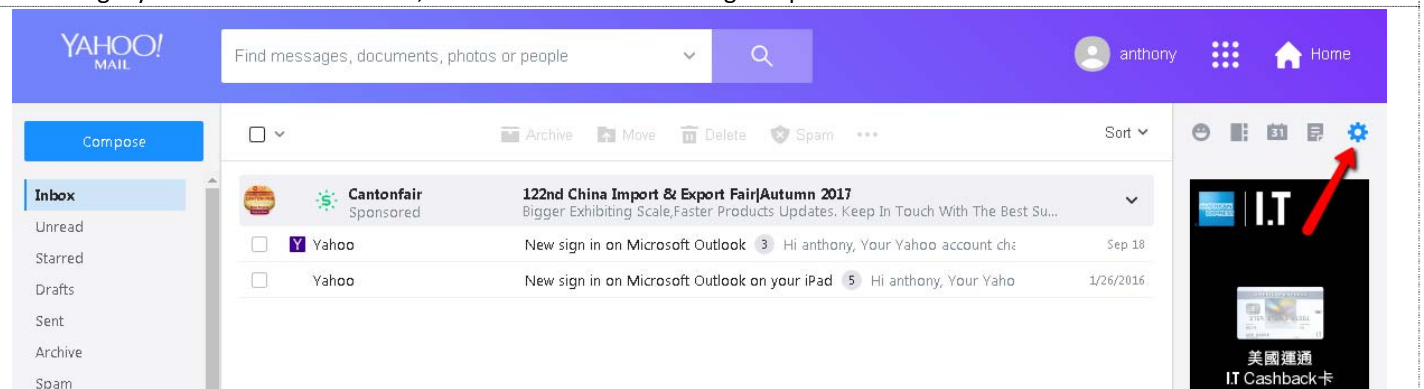 YAHOO!
MAIL
Find messages, documents, photos or people
anthony
Home
Compose
Archive Move Delete Spam •••
Sort
31
Inbox
Unread
Starred
Drafts
Sent
Archive
Spam
Cantonfair
Sponsored
122nd China Import & Export Fair|Autumn 2017
Bigger Exhibiting Scale,Faster Products Updates. Keep In Touch With The Best Su...
Yahoo New sign in on Microsoft Outlook 3 Hi anthony, Your Yahoo account cha Sep 18
Yahoo New sign in on Microsoft Outlook on your iPad 5 Hi anthony, Your Yaho 1/26/2016
I.T
美國運通
I.T Cashback卡